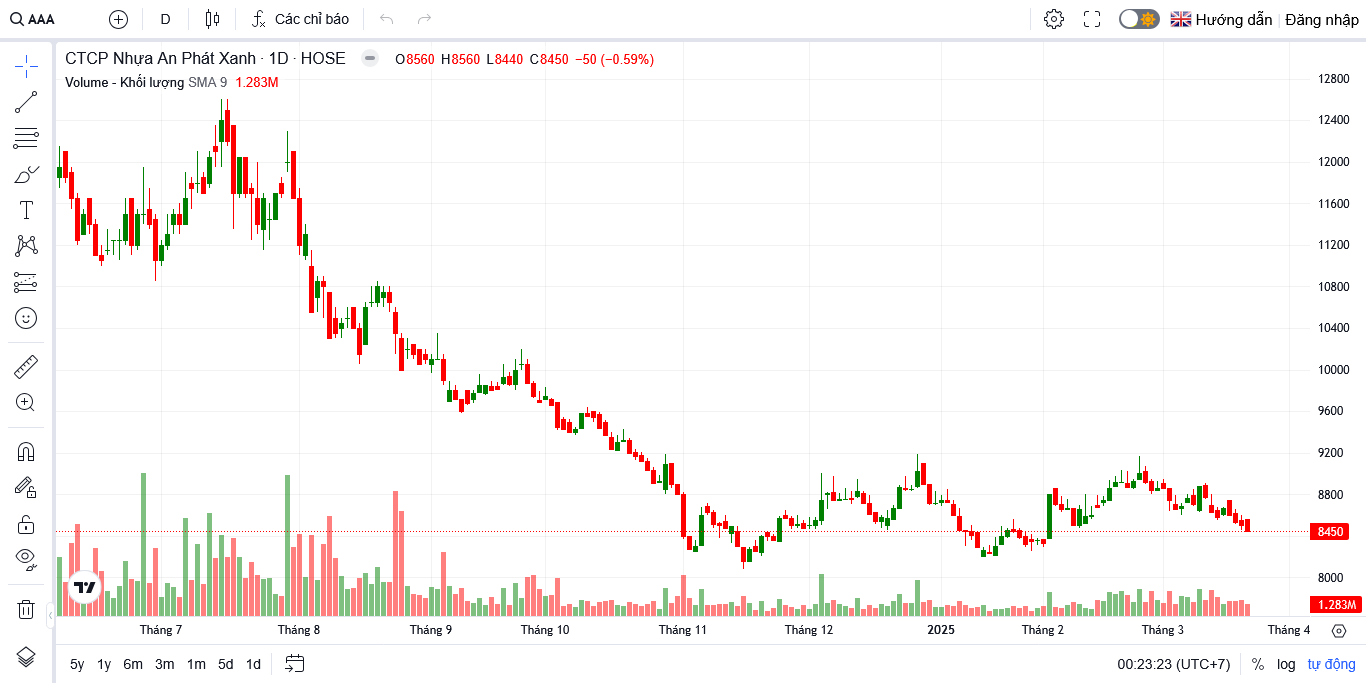 AAA D Các chỉ báo Hướng dẫn Đăng nhập
CTCP Nhựa An Phát Xanh · 1D · HOSE O8560 H8560 L8440 C8450 −50 (−0.59%)
Volume - Khối lượng SMA 9 1.283M
12800
12400
12000
11600
11200
10800
10400
10000
9600
9200
8800
8450
8000
1.283M
Tháng 7 Tháng 8 Tháng 9 Tháng 10 Tháng 11 Tháng 12 2025 Tháng 2 Tháng 3 Tháng 4
5y 1y 6m 3m 1m 5d 1d 00:23:23 (UTC+7) % log tự động